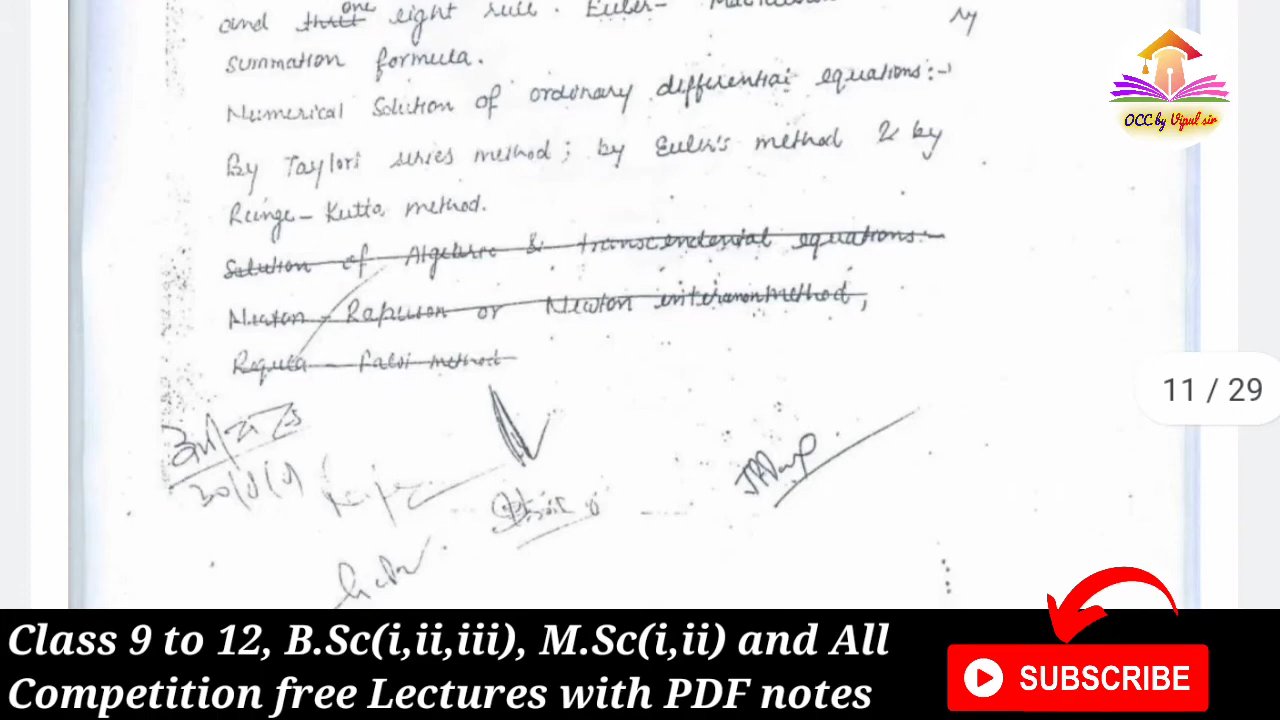 and three one eight rule. Euler-
summation formula.
Numerical Solution of ordinary differential equations:-
By Taylor's series method; by Euler's method & by
Runge-Kutta method.
Solution of Algebric & transcendental equations:-
Newton - Rapuson or Newton method,
Regula - falsi method
OCC by Vipul sir
11 / 29
Class 9 to 12, B.Sc(i,ii,iii), M.Sc(i,ii) and All
Competition free Lectures with PDF notes
SUBSCRIBE